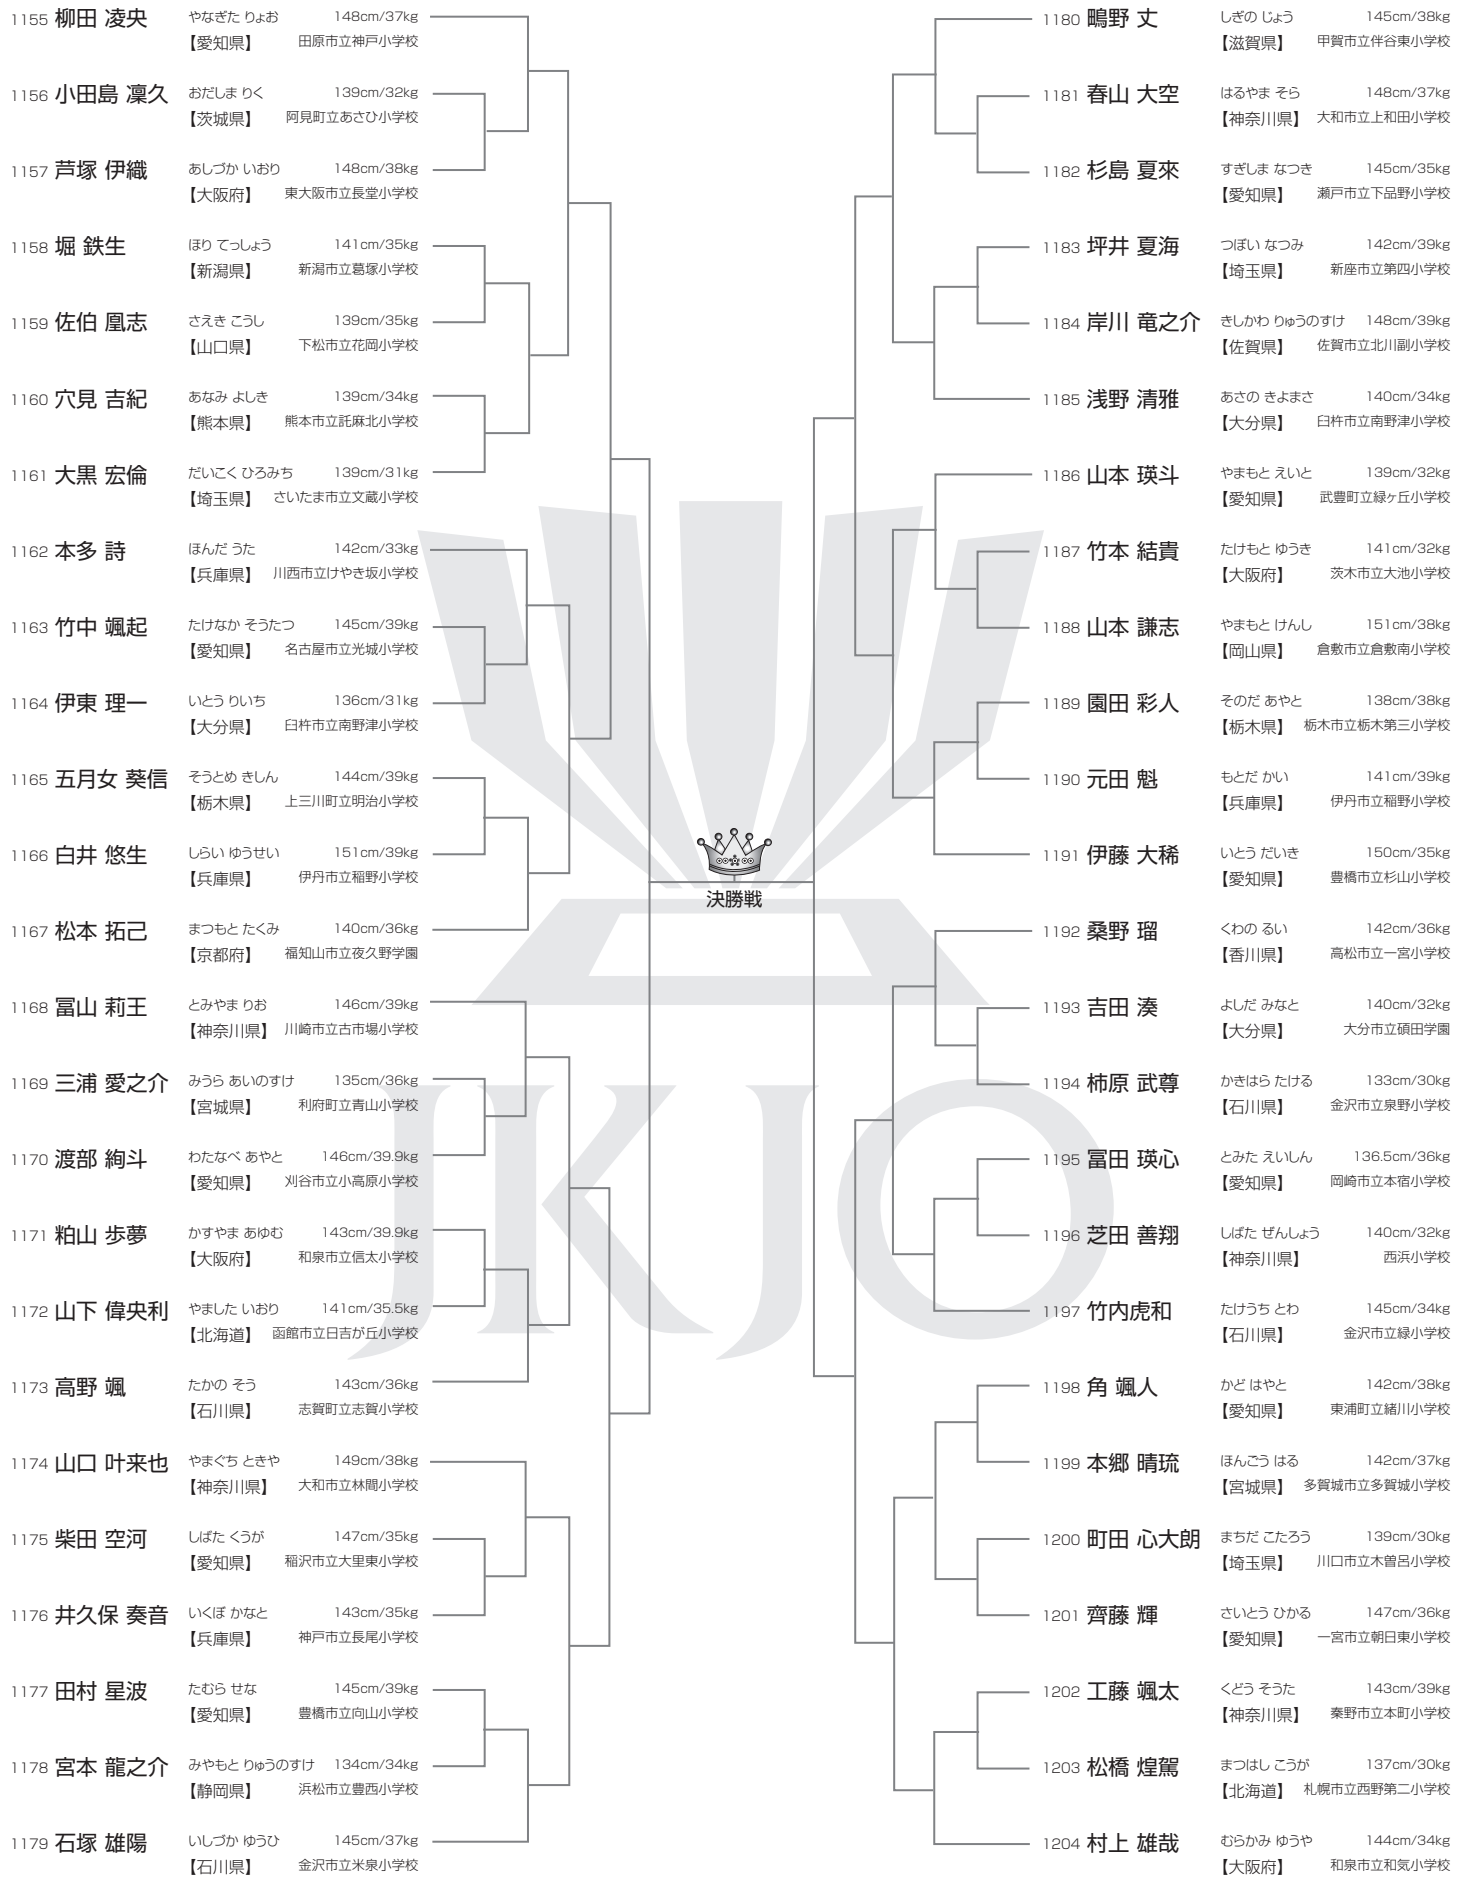 1155 柳田 凌央 やなぎた りょお 148cm/37kg
【愛知県】 田原市立神戸小学校
1156 小田島 凜久 おだしま りく 139cm/32kg
【茨城県】 阿見町立あさひ小学校
1157 芦塚 伊織 あしづか いおり 148cm/38kg
【大阪府】 東大阪市立長堂小学校
1158 堀 鉄生 ほり てっしょう 141cm/35kg
【新潟県】 新潟市立葛塚小学校
1159 佐伯 凰志 さえき こうし 139cm/35kg
【山口県】 下松市立花岡小学校
1160 穴見 吉紀 あなみ よしき 139cm/34kg
【熊本県】 熊本市立託麻北小学校
1161 大黒 宏倫 だいこく ひろみち 139cm/31kg
【埼玉県】 さいたま市立文蔵小学校
1162 本多 詩 ほんだ うた 142cm/33kg
【兵庫県】 川西市立けやき坂小学校
1163 竹中 颯起 たけなか そうたつ 145cm/39kg
【愛知県】 名古屋市立光城小学校
1164 伊東 理一 いとう りいち 136cm/31kg
【大分県】 臼杵市立南野津小学校
1165 五月女 葵信 そうとめ きしん 144cm/39kg
【栃木県】 上三川町立明治小学校
1166 白井 悠生 しらい ゆうせい 151cm/39kg
【兵庫県】 伊丹市立稲野小学校
1167 松本 拓己 まつもと たくみ 140cm/36kg
【京都府】 福知山市立夜久野学園
1168 冨山 莉王 とみやま りお 146cm/39kg
【神奈川県】 川崎市立古市場小学校
1169 三浦 愛之介 みうら あいのすけ 135cm/36kg
【宮城県】 利府町立青山小学校
1170 渡部 絢斗 わたなべ あやと 146cm/39.9kg
【愛知県】 刈谷市立小高原小学校
1171 粕山 歩夢 かすやま あゆむ 143cm/39.9kg
【大阪府】 和泉市立信太小学校
1172 山下 偉央利 やました いおり 141cm/35.5kg
【北海道】 函館市立日吉が丘小学校
1173 高野 颯 たかの そう 143cm/36kg
【石川県】 志賀町立志賀小学校
1174 山口 叶来也 やまぐち ときや 149cm/38kg
【神奈川県】 大和市立林間小学校
1175 柴田 空河 しばた くうが 147cm/35kg
【愛知県】 稲沢市立大里東小学校
1176 井久保 奏音 いくぼ かなと 143cm/35kg
【兵庫県】 神戸市立長尾小学校
1177 田村 星波 たむら せな 145cm/39kg
【愛知県】 豊橋市立向山小学校
1178 宮本 龍之介 みやもと りゅうのすけ 134cm/34kg
【静岡県】 浜松市立豊西小学校
1179 石塚 雄陽 いしづか ゆうひ 145cm/37kg
【石川県】 金沢市立米泉小学校
決勝戦
JKJO
1180 鴫野 丈 しぎの じょう 145cm/38kg
【滋賀県】 甲賀市立伴谷東小学校
1181 春山 大空 はるやま そら 148cm/37kg
【神奈川県】 大和市立上和田小学校
1182 杉島 夏來 すぎしま なつき 145cm/35kg
【愛知県】 瀬戸市立下品野小学校
1183 坪井 夏海 つぼい なつみ 142cm/39kg
【埼玉県】 新座市立第四小学校
1184 岸川 竜之介 きしかわ りゅうのすけ 148cm/39kg
【佐賀県】 佐賀市立北川副小学校
1185 浅野 清雅 あさの きよまさ 140cm/34kg
【大分県】 臼杵市立南野津小学校
1186 山本 瑛斗 やまもと えいと 139cm/32kg
【愛知県】 武豊町立緑ヶ丘小学校
1187 竹本 結貴 たけもと ゆうき 141cm/32kg
【大阪府】 茨木市立大池小学校
1188 山本 謙志 やまもと けんし 151cm/38kg
【岡山県】 倉敷市立倉敷南小学校
1189 園田 彩人 そのだ あやと 138cm/38kg
【栃木県】 栃木市立栃木第三小学校
1190 元田 魁 もとだ かい 141cm/39kg
【兵庫県】 伊丹市立稲野小学校
1191 伊藤 大稀 いとう だいき 150cm/35kg
【愛知県】 豊橋市立杉山小学校
1192 桑野 瑠 くわの るい 142cm/36kg
【香川県】 高松市立一宮小学校
1193 吉田 湊 よしだ みなと 140cm/32kg
【大分県】 大分市立碩田学園
1194 柿原 武尊 かきはら たける 133cm/30kg
【石川県】 金沢市立泉野小学校
1195 冨田 瑛心 とみた えいしん 136.5cm/36kg
【愛知県】 岡崎市立本宿小学校
1196 芝田 善翔 しばた ぜんしょう 140cm/32kg
【神奈川県】 西浜小学校
1197 竹内虎和 たけうち とわ 145cm/34kg
【石川県】 金沢市立緑小学校
1198 角 颯人 かど はやと 142cm/38kg
【愛知県】 東浦町立緒川小学校
1199 本郷 晴琉 ほんごう はる 142cm/37kg
【宮城県】 多賀城市立多賀城小学校
1200 町田 心大朗 まちだ こたろう 139cm/30kg
【埼玉県】 川口市立木曽呂小学校
1201 齊藤 輝 さいとう ひかる 147cm/36kg
【愛知県】 一宮市立朝日東小学校
1202 工藤 颯太 くどう そうた 143cm/39kg
【神奈川県】 秦野市立本町小学校
1203 松橋 煌駕 まつはし こうが 137cm/30kg
【北海道】 札幌市立西野第二小学校
1204 村上 雄哉 むらかみ ゆうや 144cm/34kg
【大阪府】 和泉市立和気小学校